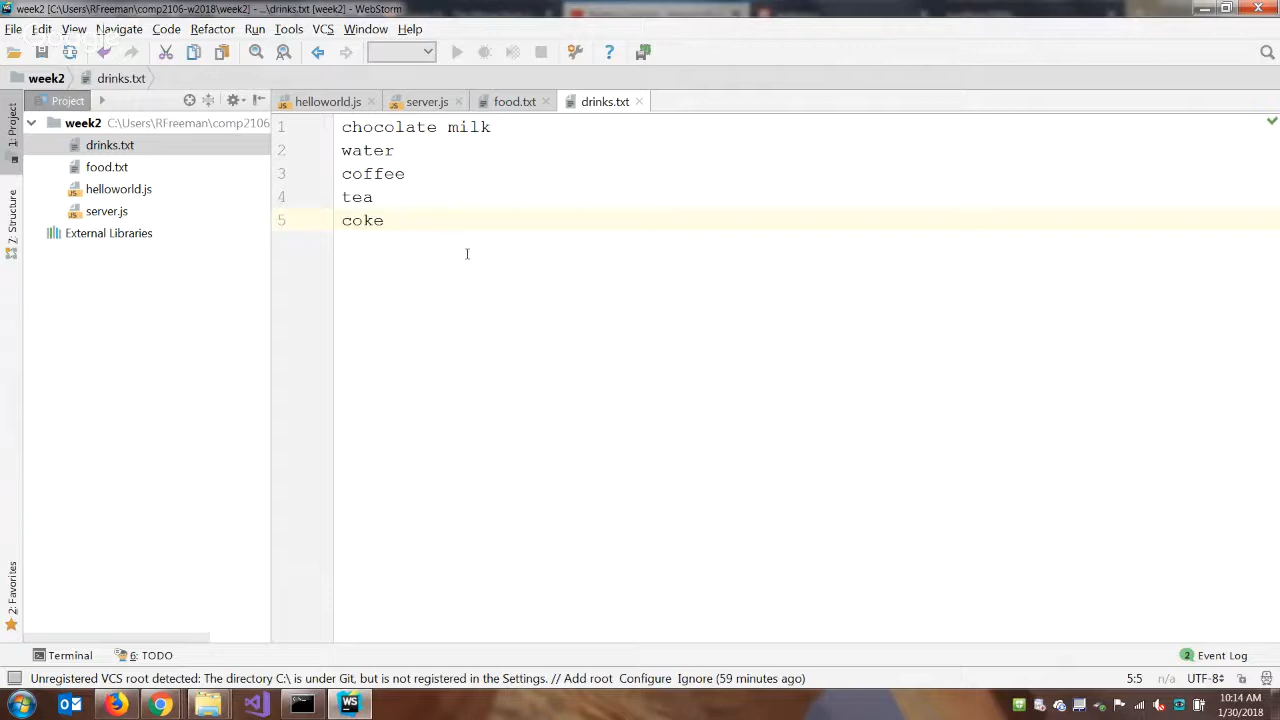 week2 [C:\Users\RFreeman\comp2106-w2018\week2] - ...\drinks.txt [week2] - WebStorm
File Edit View Navigate Code Refactor Run Tools VCS Window Help
week2 drinks.txt
Project helloworld.js server.js food.txt drinks.txt
1: Project
week2 C:\Users\RFreeman\comp2106
drinks.txt
food.txt
helloworld.js
server.js
External Libraries
7: Structure
2: Favorites
1 chocolate milk
2 water
3 coffee
4 tea
5 coke
Terminal 6: TODO 2 Event Log
Unregistered VCS root detected: The directory C:\ is under Git, but is not registered in the Settings. // Add root Configure Ignore (59 minutes ago) 5:5 n/a UTF-8
WS
10:14 AM
1/30/2018